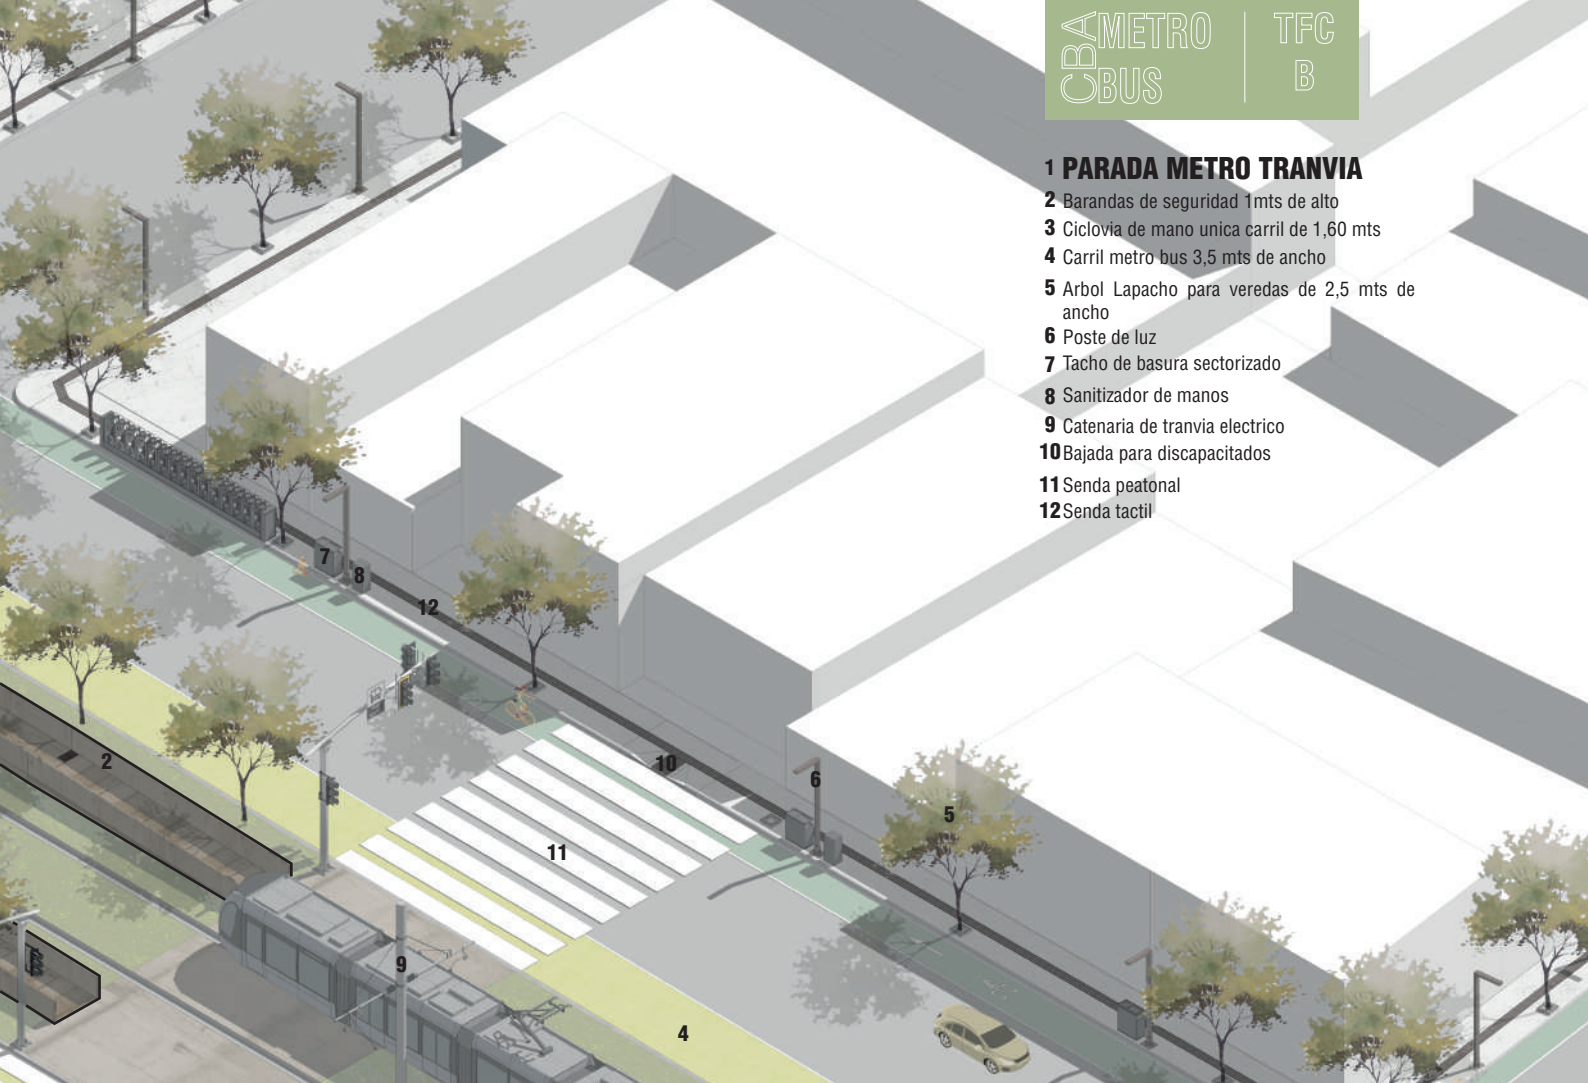 CBA METRO BUS
TFC B
1 PARADA METRO TRANVIA
2 Barandas de seguridad 1mts de alto
3 Ciclovia de mano unica carril de 1,60 mts
4 Carril metro bus 3,5 mts de ancho
5 Arbol Lapacho para veredas de 2,5 mts de
ancho
6 Poste de luz
7 Tacho de basura sectorizado
8 Sanitizador de manos
9 Catenaria de tranvia electrico
10 Bajada para discapacitados
11 Senda peatonal
12 Senda tactil
7
8
12
2
10
6
5
11
9
4